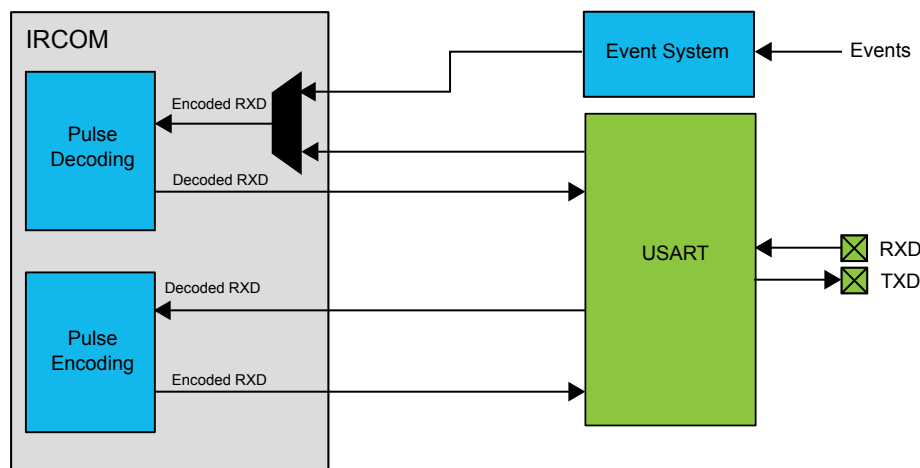 IRCOM
Event System
Events
Encoded RXD
Pulse
Decoding
Decoded RXD
USART
RXD
TXD
Decoded RXD
Pulse
Encoding
Encoded RXD